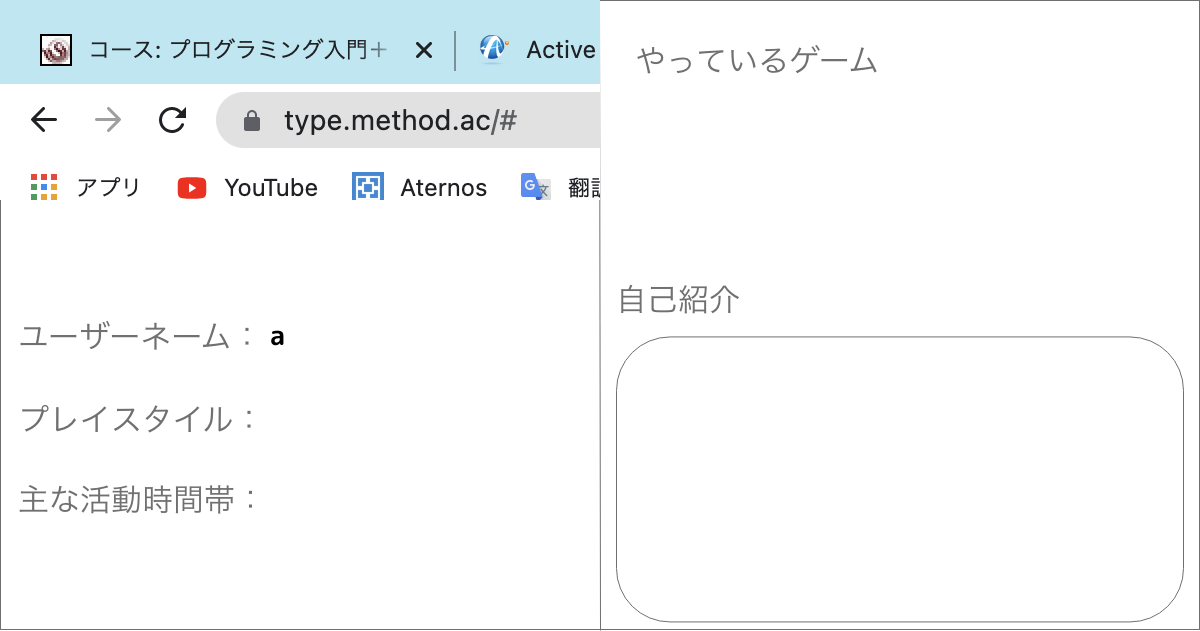 コース: プログラミング入門＋
Active
type.method.ac/#
アプリ
YouTube
Aternos
ユーザーネーム： a
プレイスタイル：
主な活動時間帯：
やっているゲーム
自己紹介